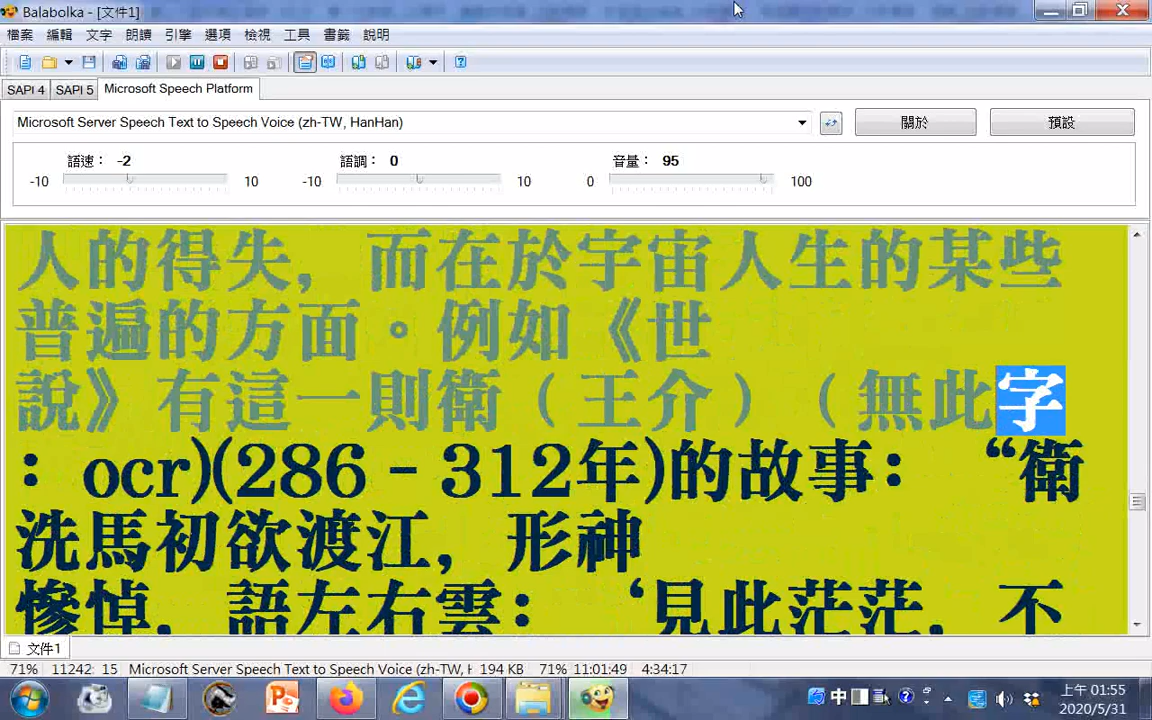 Balabolka - [文件1]
檔案 編輯 文字 朗讀 引擎 選項 檢視 工具 書籤 說明
SAPI 4 SAPI 5 Microsoft Speech Platform
Microsoft Server Speech Text to Speech Voice (zh-TW, HanHan) 關於 預設
語速： -2 語調： 0 音量： 95
-10 10 -10 10 0 100
人的得失，而在於宇宙人生的某些
普遍的方面。例如《世
說》有這一則衛（王介）（無此字
：ocr)(286－312年)的故事：“衛
洗馬初欲渡江，形神
慘悼，語左右雲：‘見此茫茫，不
文件1
71% 11242: 15 Microsoft Server Speech Text to Speech Voice (zh-TW, H 194 KB 71% 11:01:49 4:34:17
中
上午 01:55
2020/5/31